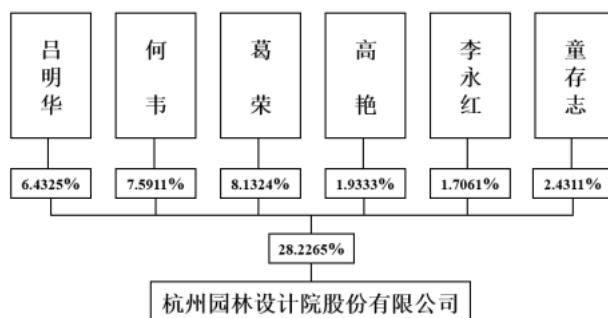 吕明华
何韦
葛荣
高艳
李永红
童存志
6.4325%
7.5911%
8.1324%
1.9333%
1.7061%
2.4311%
28.2265%
杭州园林设计院股份有限公司